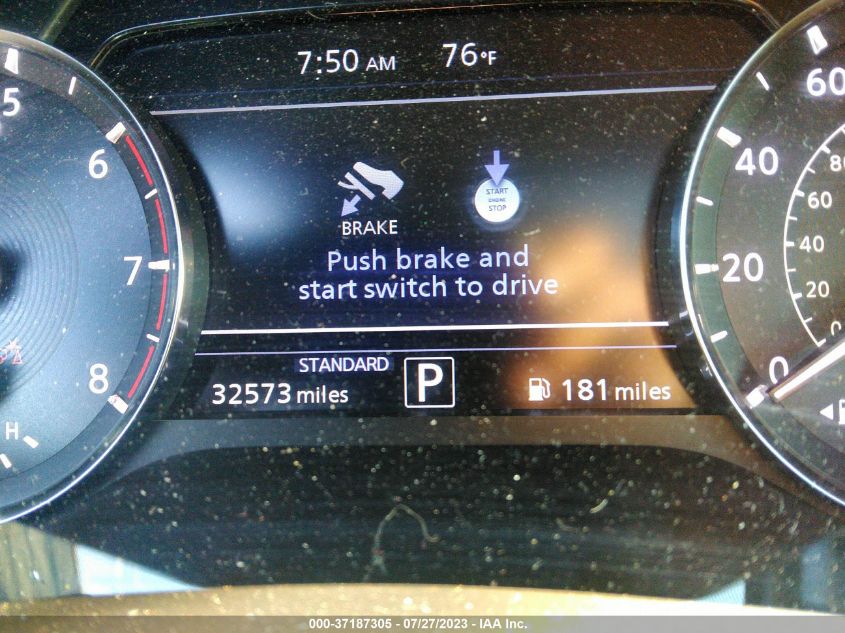 7:50 AM 76°F
START
ENGINE
STOP
BRAKE
Push brake and
start switch to drive
STANDARD
32573 miles P 181 miles
5
6
7
8
H
60
40
20
0
80
60
40
20
0
000-37187305 - 07/27/2023 - IAA Inc.